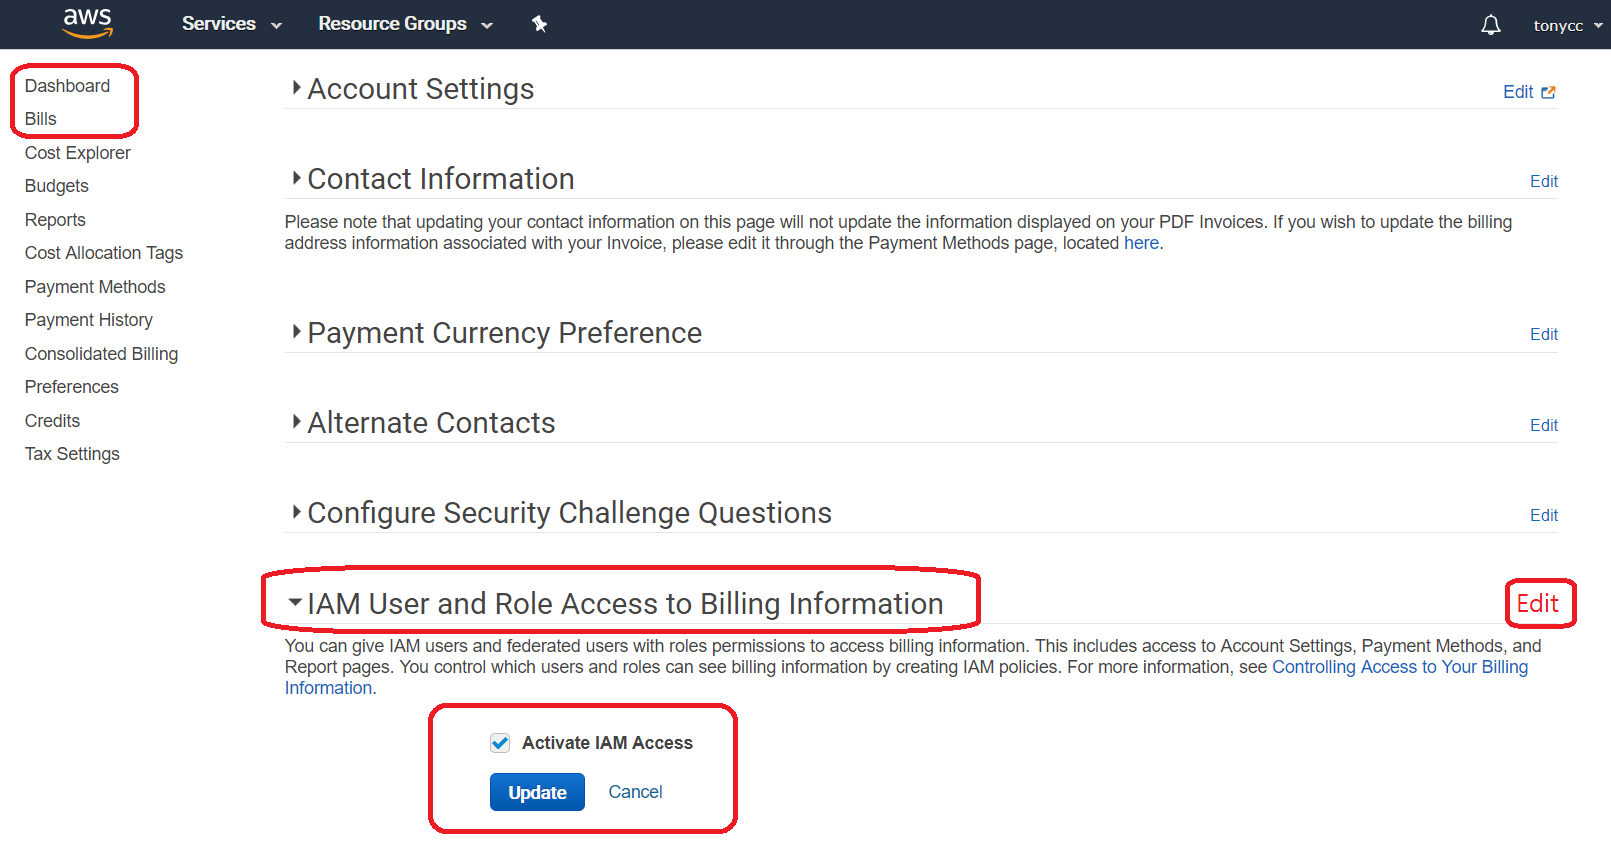 aws Services Resource Groups tonycc
Dashboard
Bills
Cost Explorer
Budgets
Reports
Cost Allocation Tags
Payment Methods
Payment History
Consolidated Billing
Preferences
Credits
Tax Settings
Account Settings Edit
Contact Information Edit
Please note that updating your contact information on this page will not update the information displayed on your PDF Invoices. If you wish to update the billing
address information associated with your Invoice, please edit it through the Payment Methods page, located here.
Payment Currency Preference Edit
Alternate Contacts Edit
Configure Security Challenge Questions Edit
IAM User and Role Access to Billing Information Edit
You can give IAM users and federated users with roles permissions to access billing information. This includes access to Account Settings, Payment Methods, and
Report pages. You control which users and roles can see billing information by creating IAM policies. For more information, see Controlling Access to Your Billing
Information.
Activate IAM Access
Update Cancel